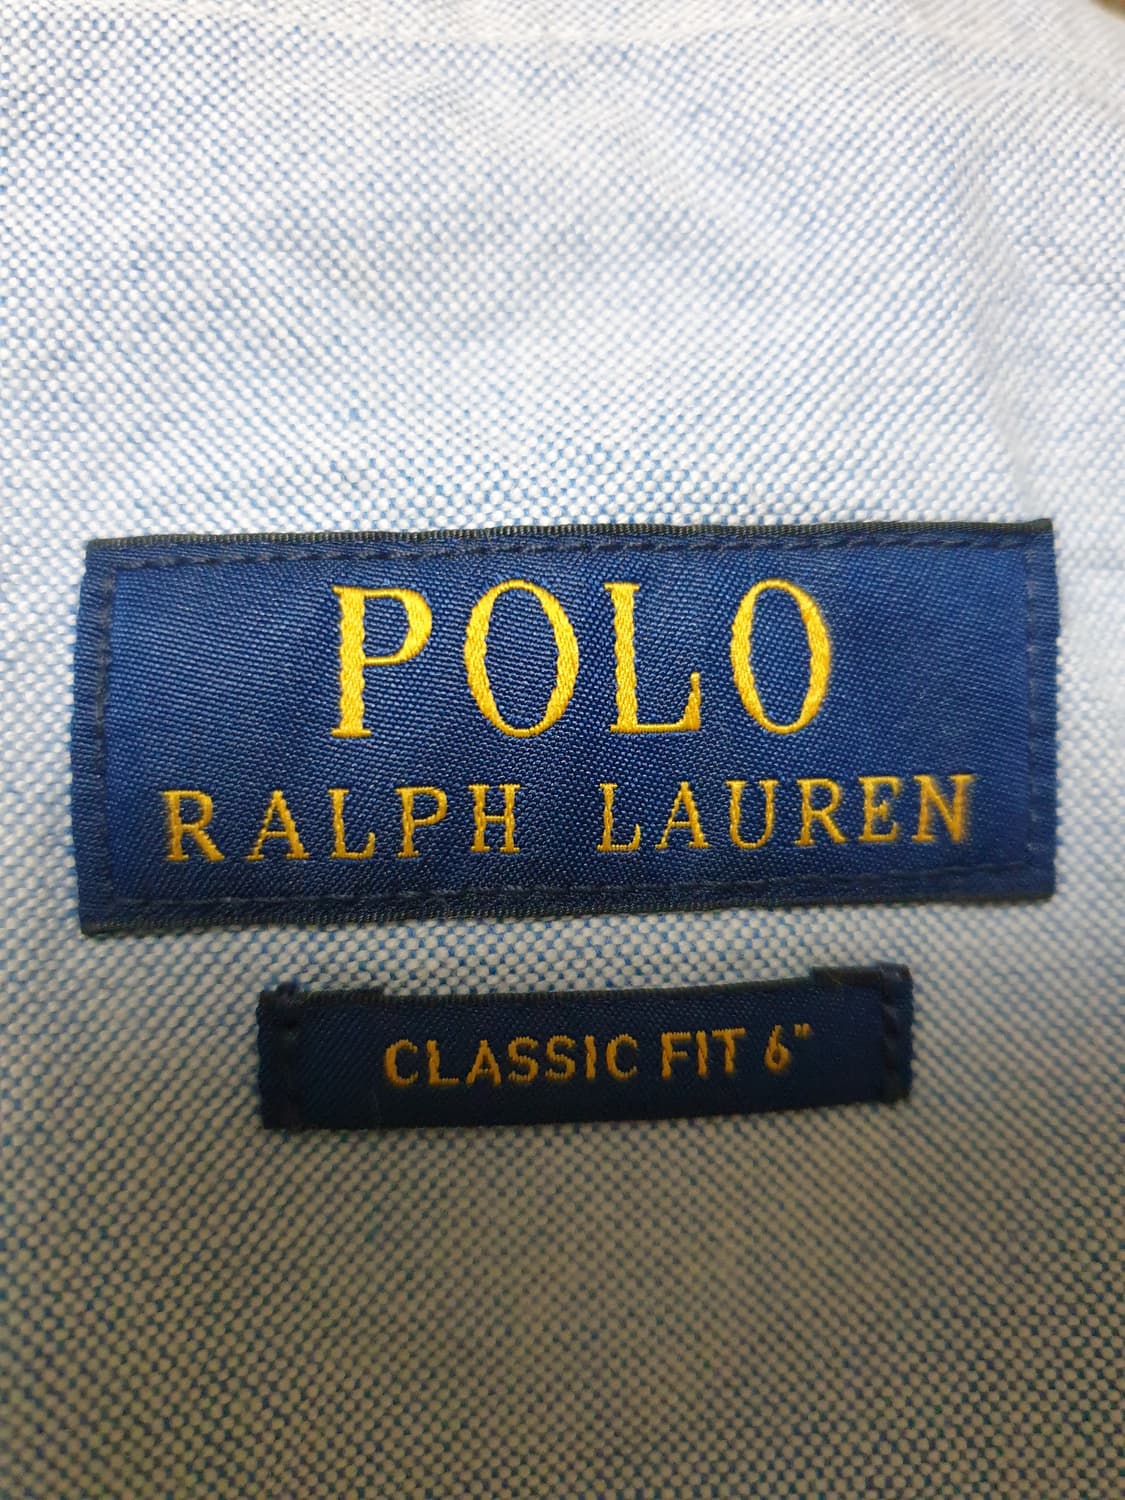 POLO
RALPH LAUREN
CLASSIC FIT 6"